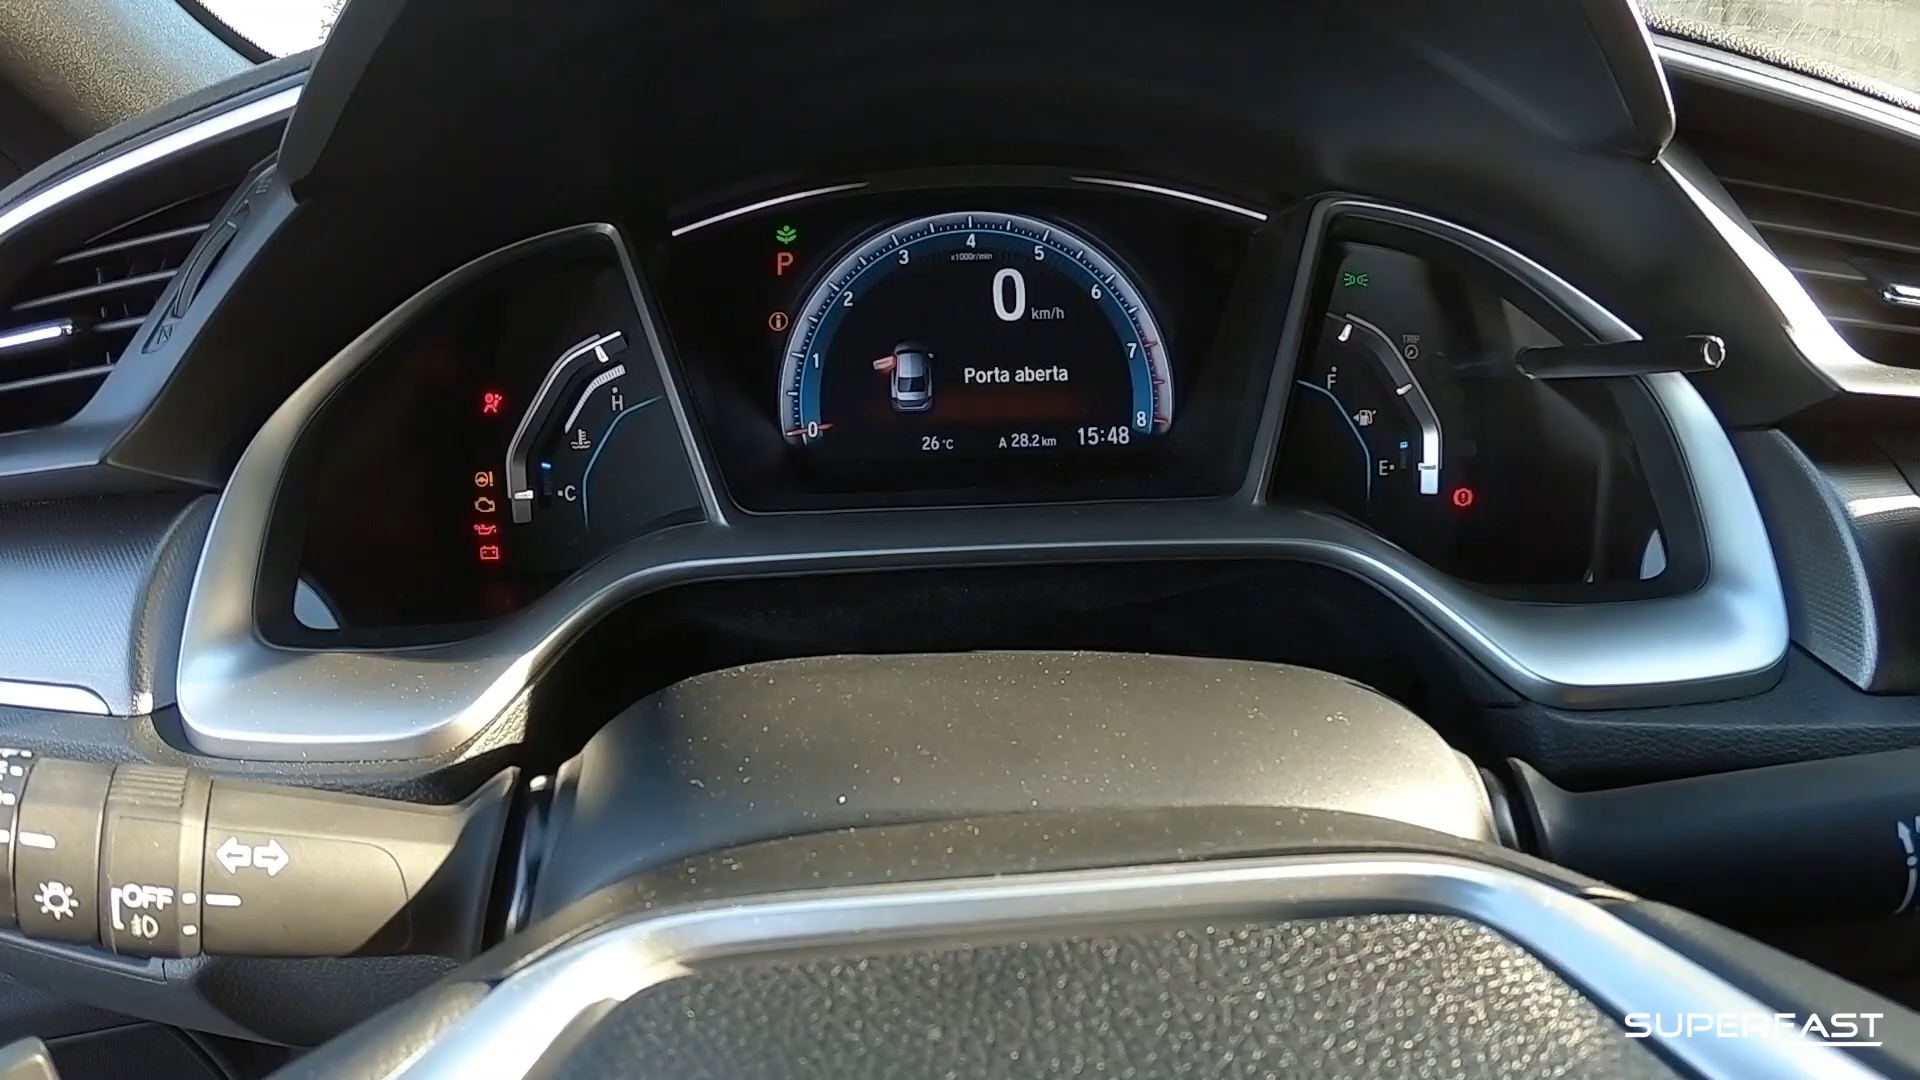 4
x1000r/min
3
5
2
6
1
7
0
8
0 km/h
Porta aberta
26 °C
A 28.2 km
15:48
P
H
C
TRIP
F
E
OFF
SUPERFAST